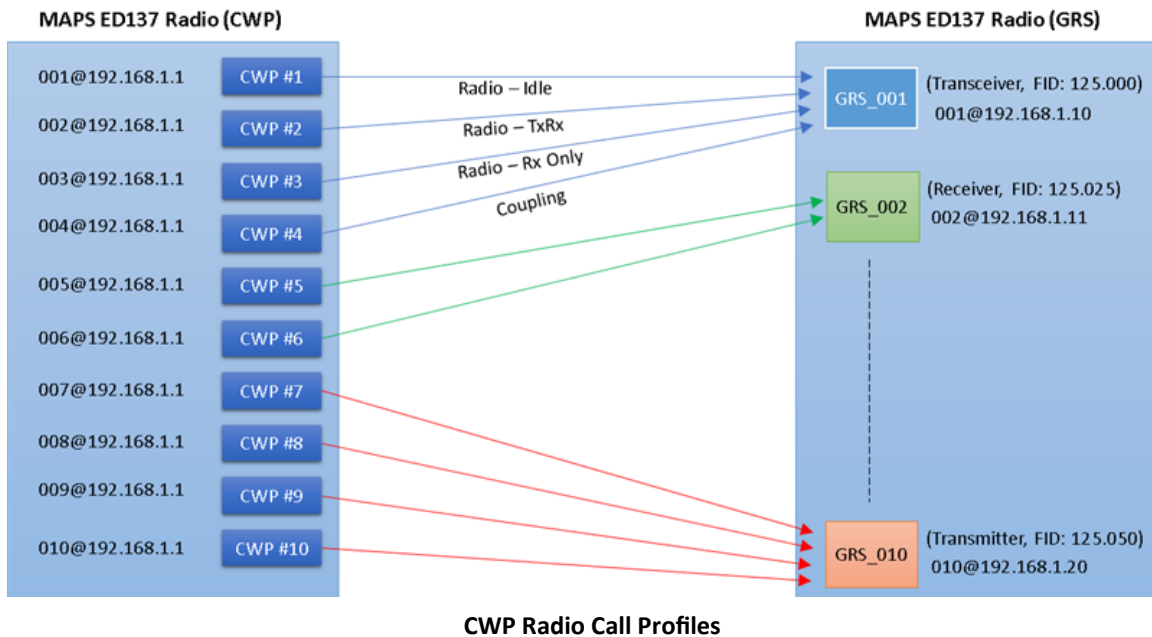 MAPS ED137 Radio (CWP)
MAPS ED137 Radio (GRS)
001@192.168.1.1
CWP #1
002@192.168.1.1
CWP #2
003@192.168.1.1
CWP #3
004@192.168.1.1
CWP #4
005@192.168.1.1
CWP #5
006@192.168.1.1
CWP #6
007@192.168.1.1
CWP #7
008@192.168.1.1
CWP #8
009@192.168.1.1
CWP #9
010@192.168.1.1
CWP #10
Radio – Idle
Radio – TxRx
Radio – Rx Only
Coupling
GRS_001
(Transceiver, FID: 125.000)
001@192.168.1.10
GRS_002
(Receiver, FID: 125.025)
002@192.168.1.11
GRS_010
(Transmitter, FID: 125.050)
010@192.168.1.20
CWP Radio Call Profiles